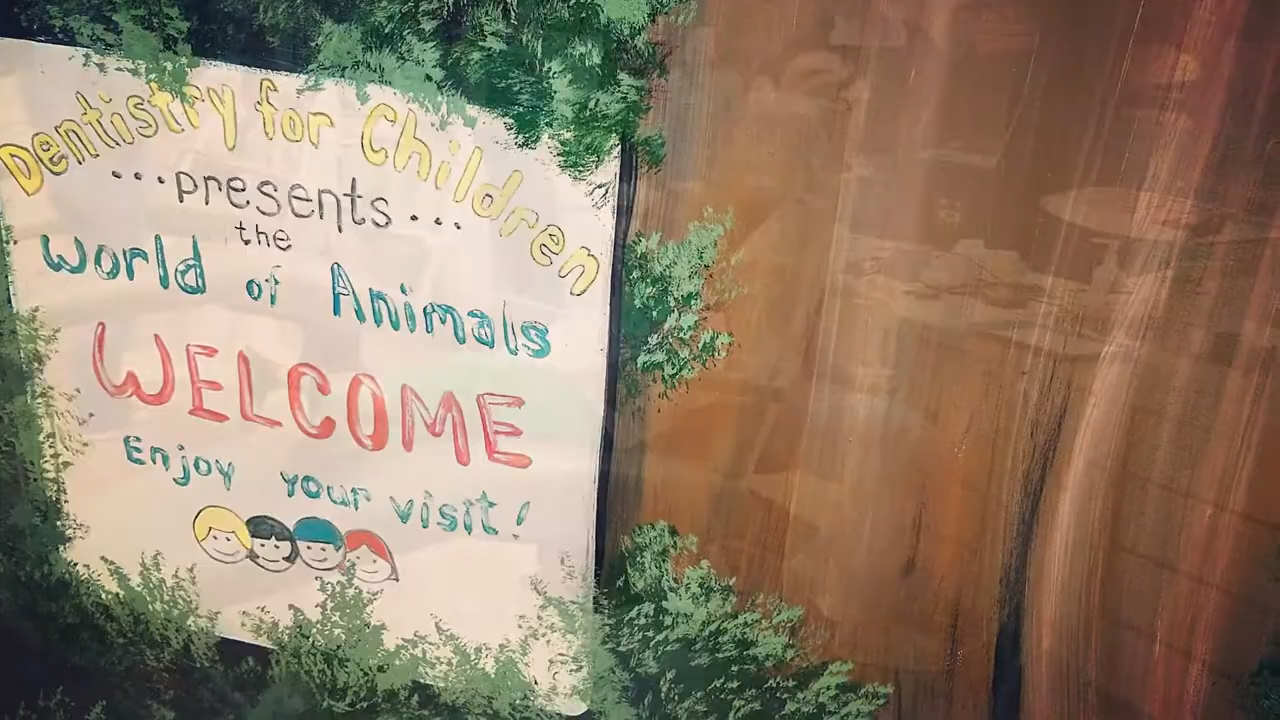 Dentistry for Children
...presents...
the
World of Animals
WELCOME
Enjoy your visit!